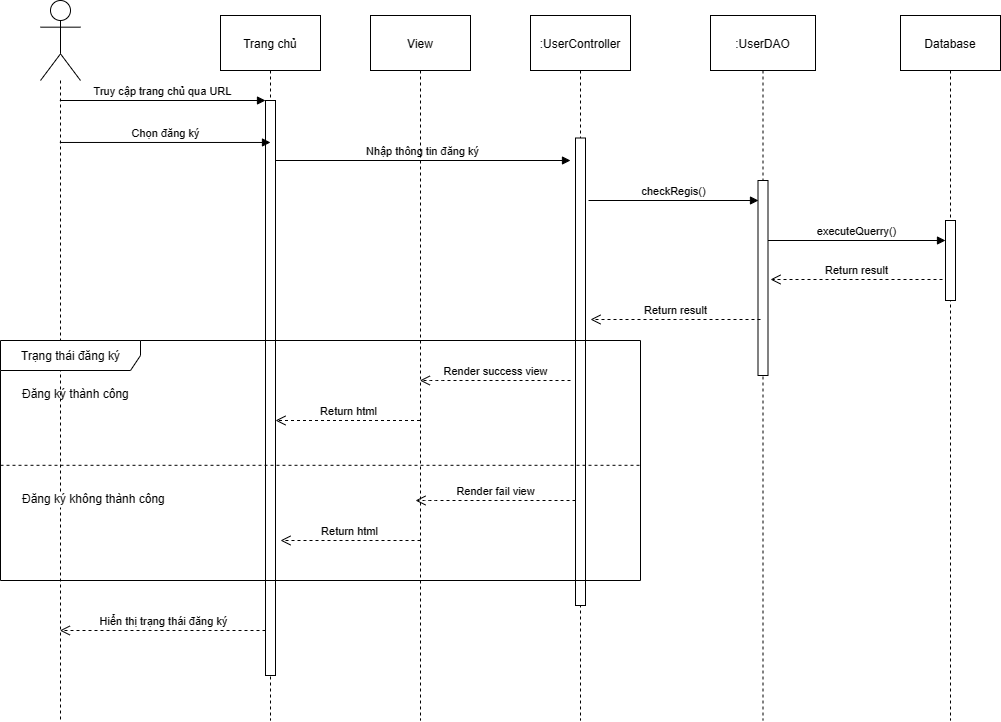 Trang chủ
View
:UserController
:UserDAO
Database
Truy cập trang chủ qua URL
Chọn đăng ký
Nhập thông tin đăng ký
checkRegis()
executeQuerry()
Return result
Return result
Trạng thái đăng ký
Render success view
Đăng ký thành công
Return html
Render fail view
Đăng ký không thành công
Return html
Hiển thị trạng thái đăng ký